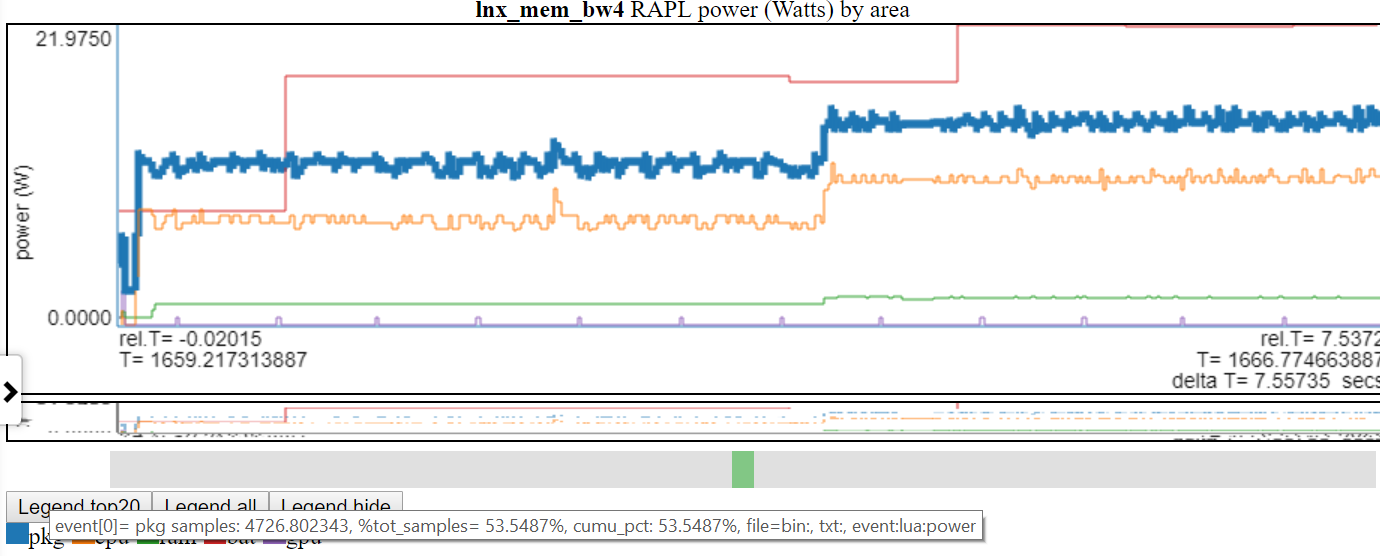 lnx_mem_bw4 RAPL power (Watts) by area
21.9750
power (W)
0.0000
rel.T= -0.02015
T= 1659.217313887
rel.T= 7.5372
T= 1666.774663887
delta T= 7.55735 secs
Legend top20 Legend all Legend hide
event[0]= pkg samples: 4726.802343, %tot_samples= 53.5487%, cumu_pct: 53.5487%, file=bin:, txt:, event:lua:power
pkg cpu ram bat gpu